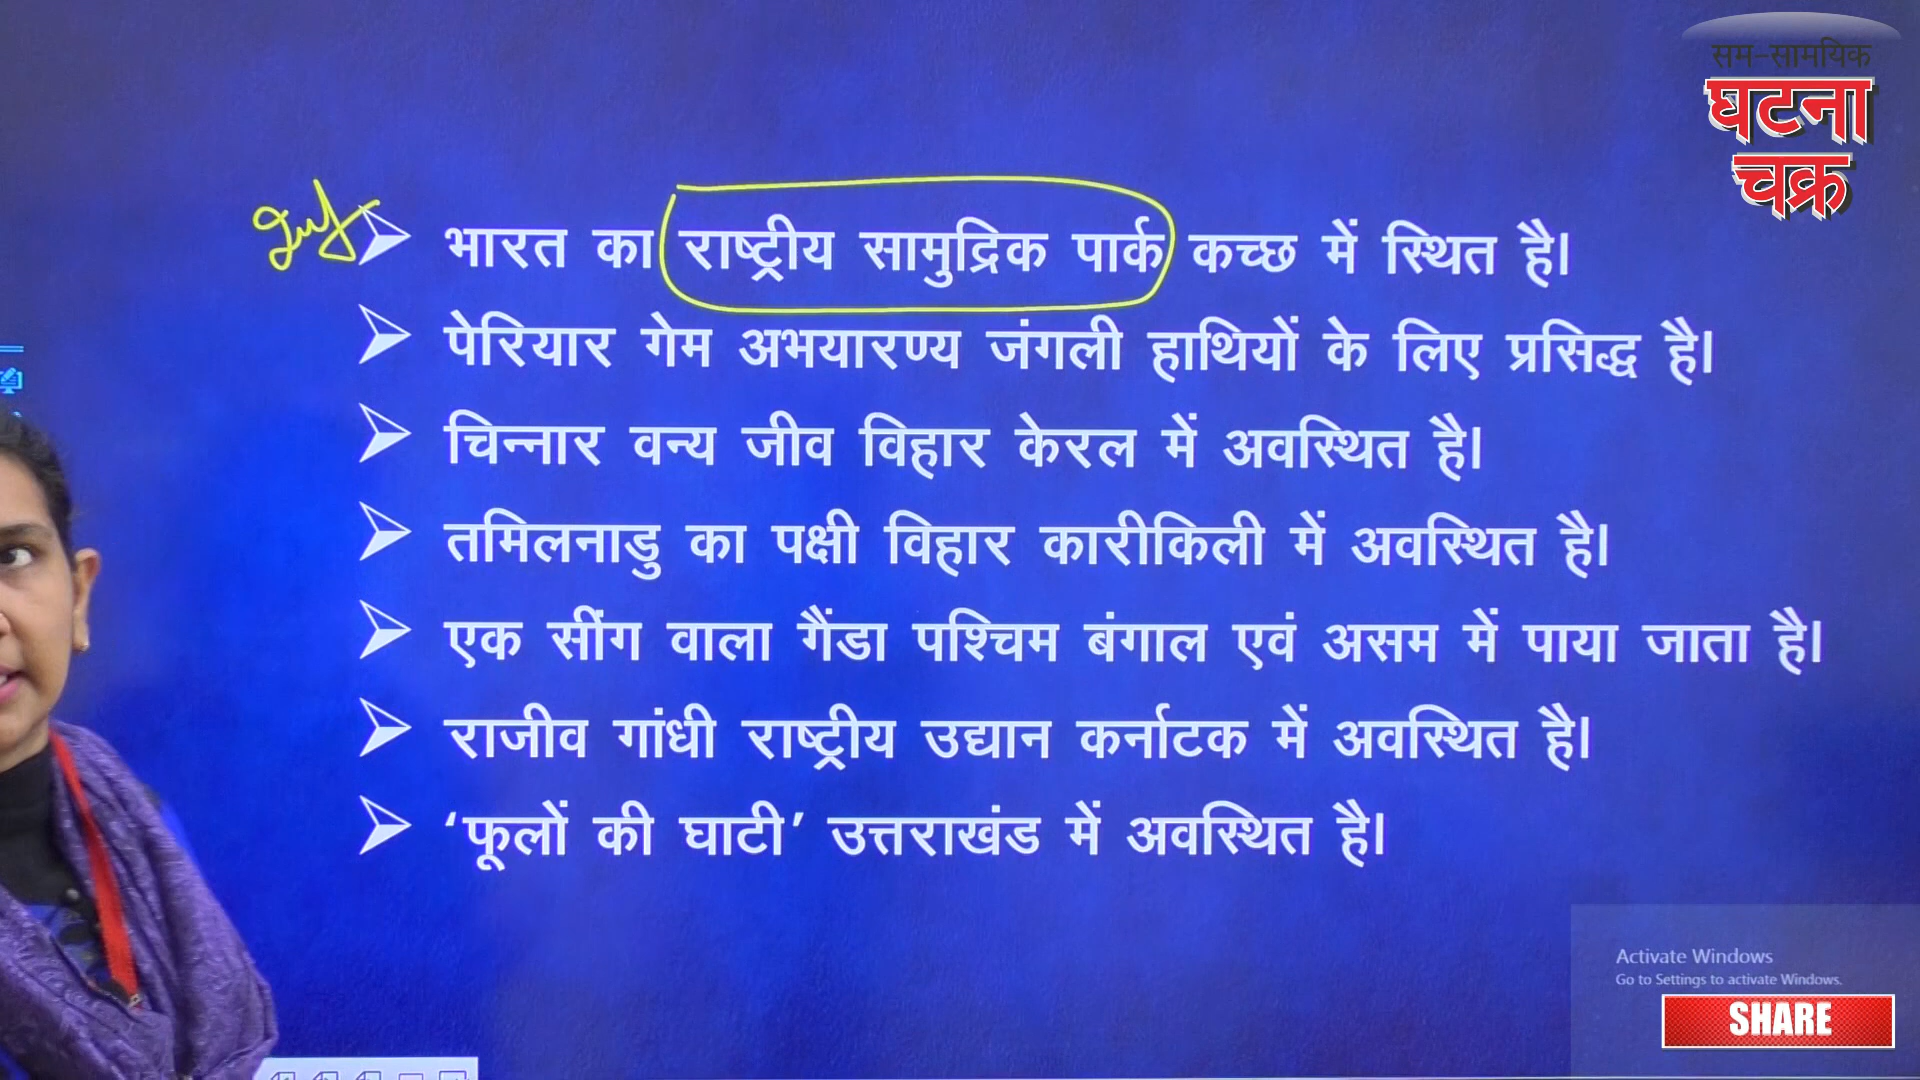 सम-सामयिक
घटना
चक्र
भारत का राष्ट्रीय सामुद्रिक पार्क कच्छ में स्थित है।
पेरियार गेम अभयारण्य जंगली हाथियों के लिए प्रसिद्ध है।
चिन्नार वन्य जीव विहार केरल में अवस्थित है।
तमिलनाडु का पक्षी विहार कारीकिली में अवस्थित है।
एक सींग वाला गैंडा पश्चिम बंगाल एवं असम में पाया जाता है।
राजीव गांधी राष्ट्रीय उद्यान कर्नाटक में अवस्थित है।
‘फूलों की घाटी’ उत्तराखंड में अवस्थित है।
Activate Windows
Go to Settings to activate Windows.
SHARE